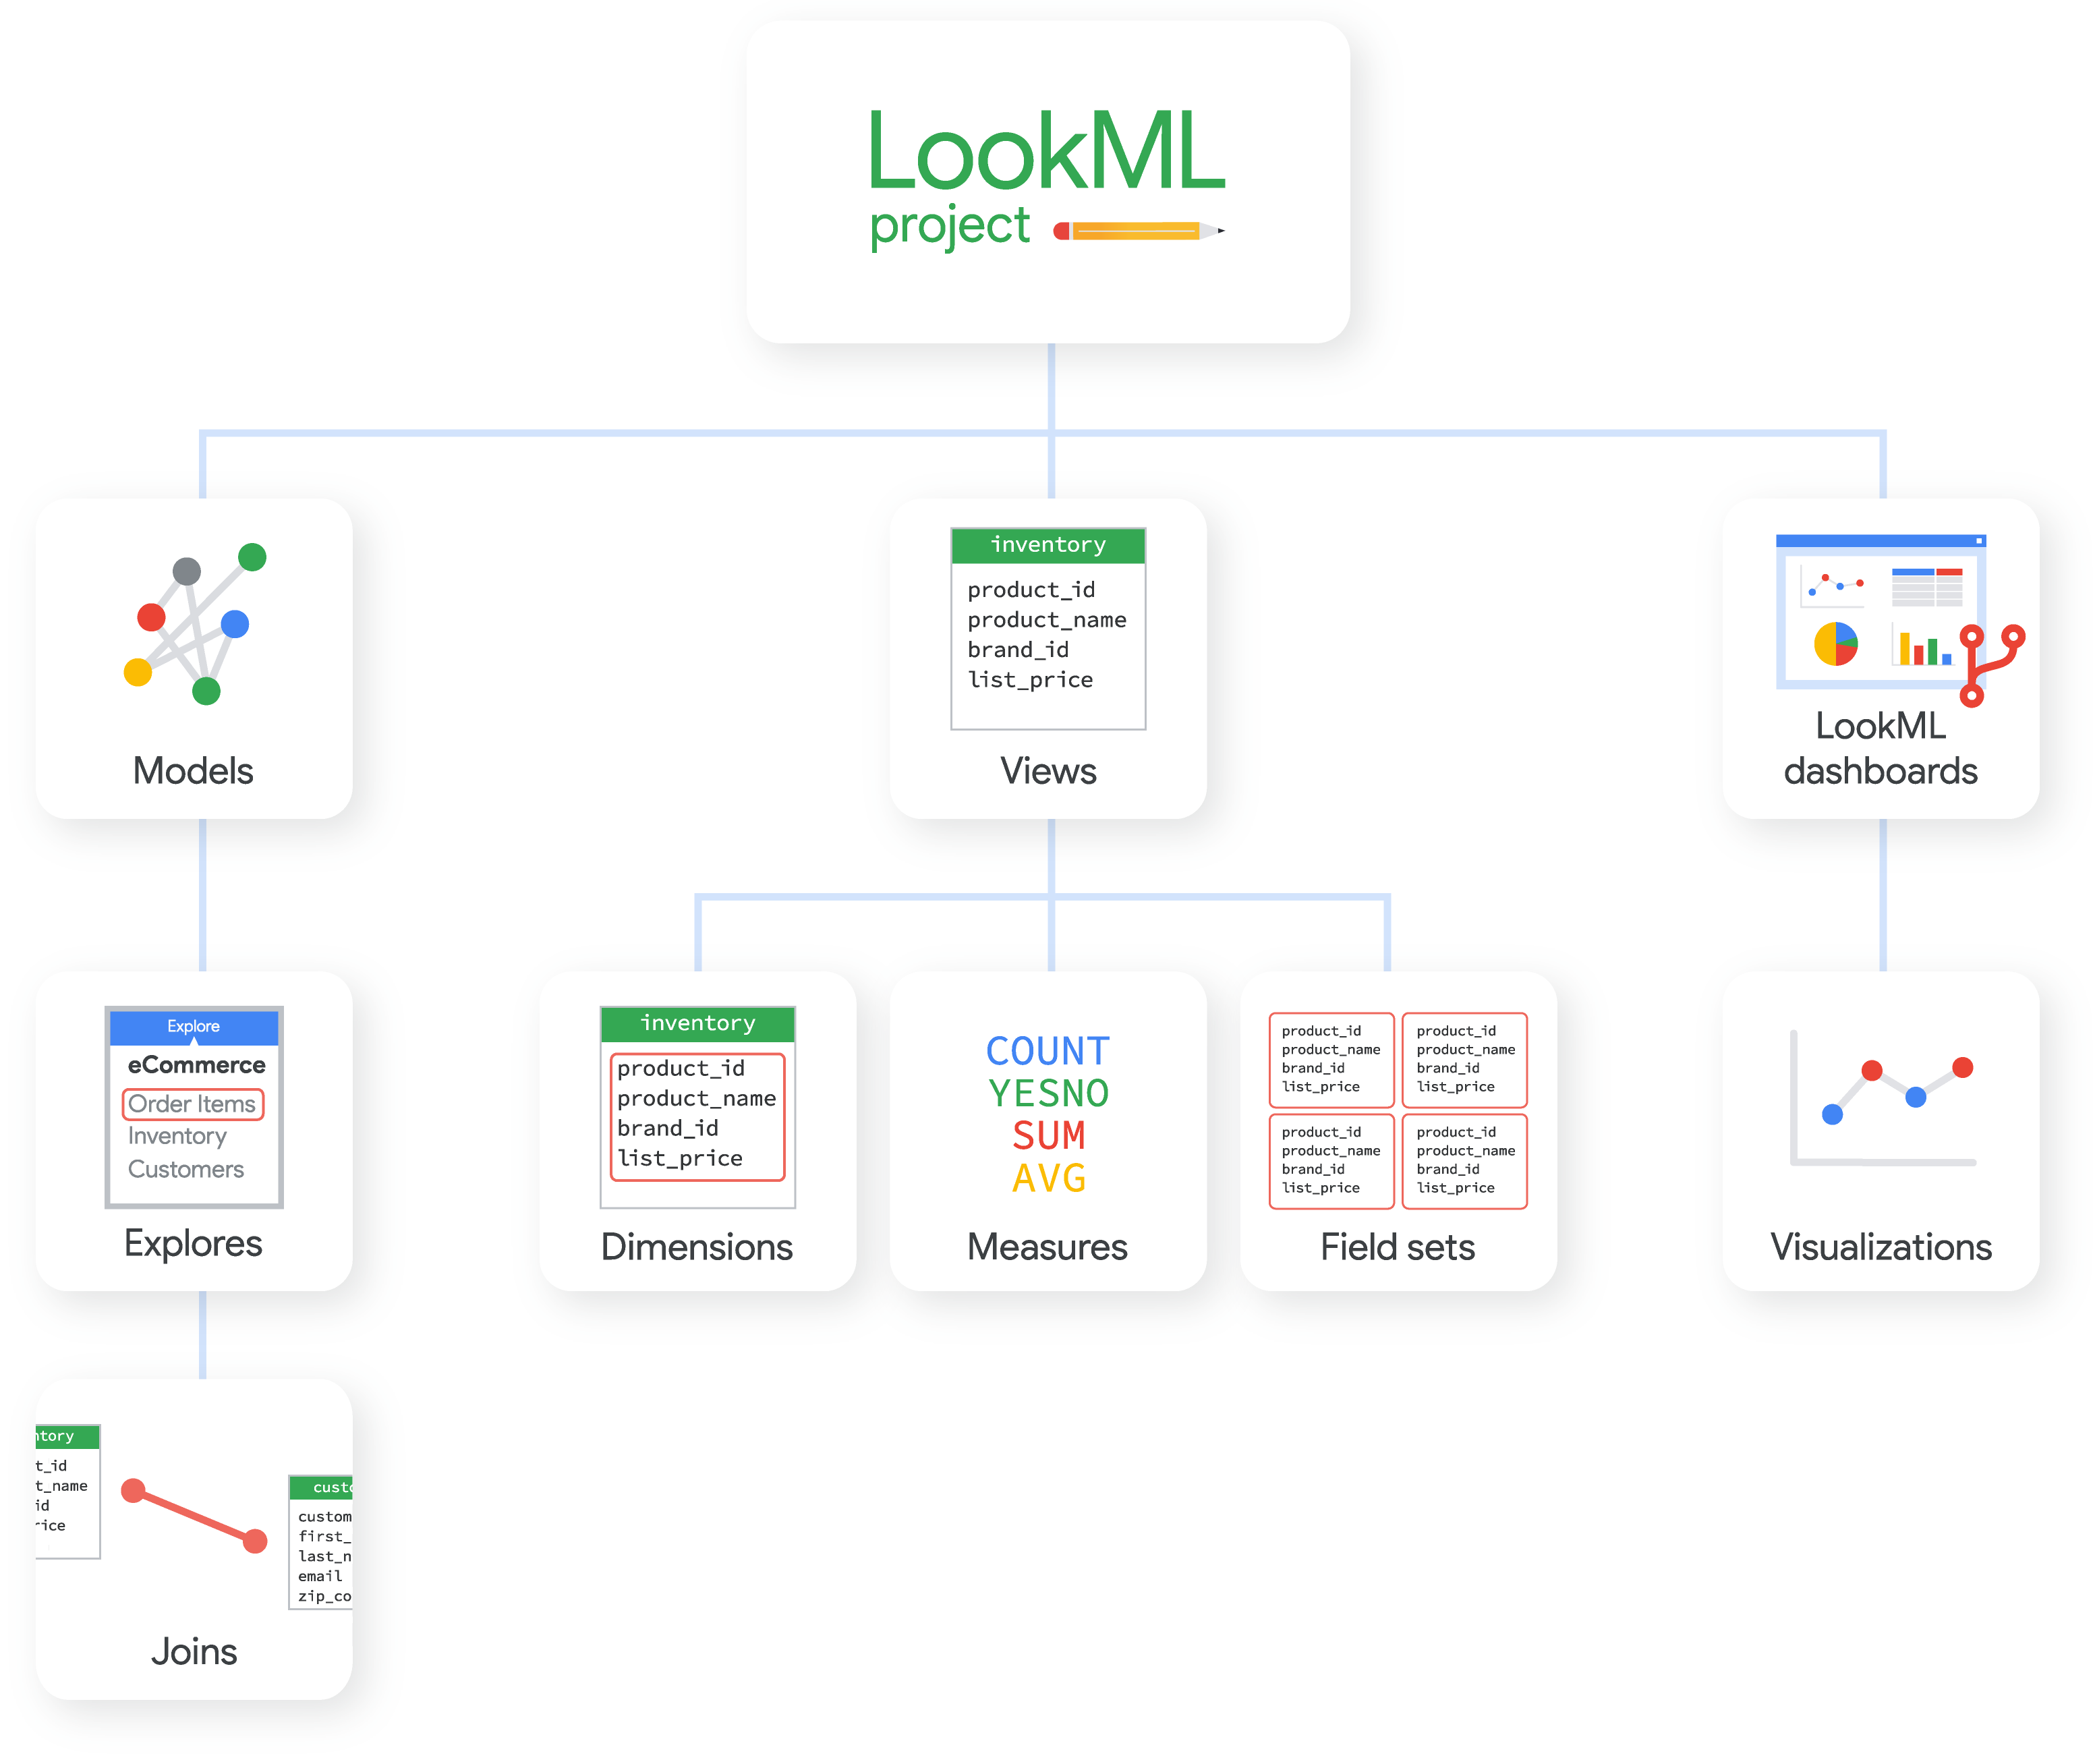 LookML
project
inventory
product_id
product_name
brand_id
list_price
Models
Views
LookML
dashboards
Explore
eCommerce
Order Items
Inventory
Customers
Explores
inventory
product_id
product_name
brand_id
list_price
Dimensions
COUNT
YESNO
SUM
AVG
Measures
product_id
product_name
brand_id
list_price
product_id
product_name
brand_id
list_price
product_id
product_name
brand_id
list_price
product_id
product_name
brand_id
list_price
Field sets
Visualizations
ntory
t_id
t_name
id
rice
custo
custom
first_
last_n
email
zip_co
Joins